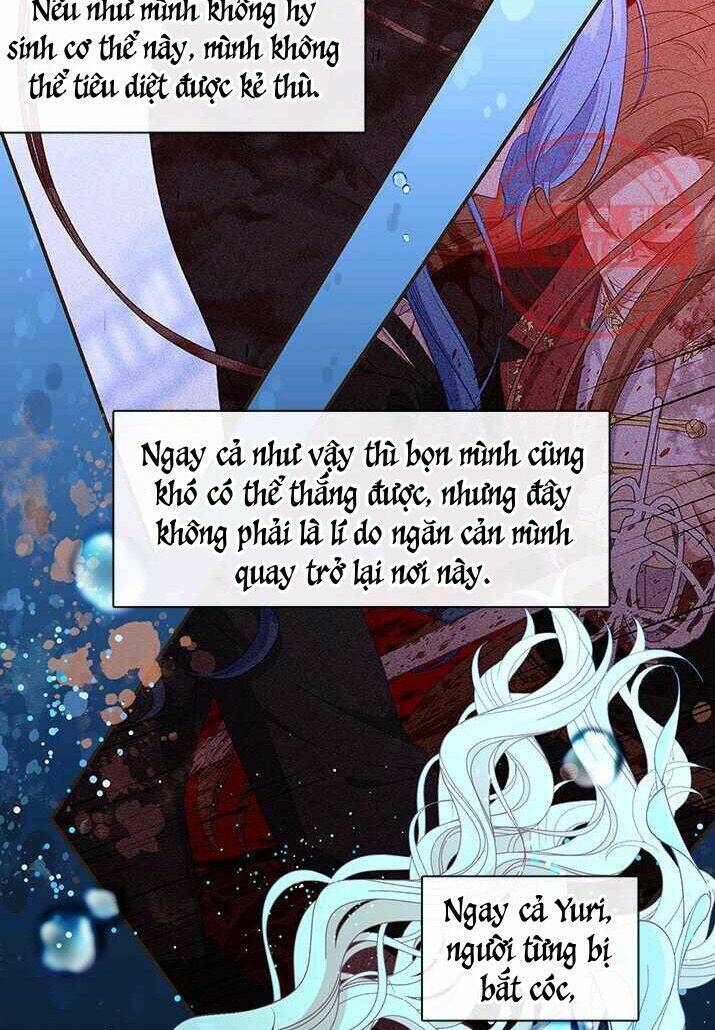 Nếu như mình không hy
sinh cơ thể này, mình không
thể tiêu diệt được kẻ thù.
Ngay cả như vậy thì bọn mình cũng
khó có thể thắng được, nhưng đây
không phải là lí do ngăn cản mình
quay trở lại nơi này.
Ngay cả Yuri,
người từng bị
bắt cóc,